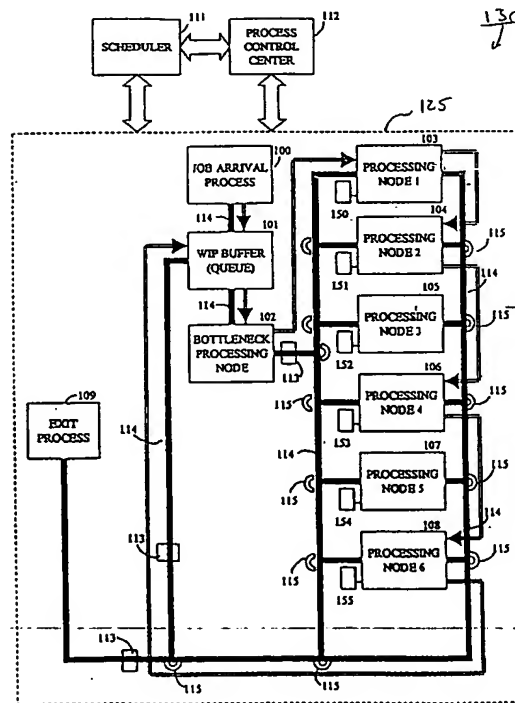 111
112
130
SCHEDULER
PROCESS
CONTROL
CENTER
125
100
JOB ARRIVAL
PROCESS
114
101
WIP BUFFER
(QUEUE)
114
102
BOTTLENECK
PROCESSING
NODE
113
103
PROCESSING
NODE 1
150
104
PROCESSING
NODE 2
115
151
114
105
PROCESSING
NODE 3
115
152
106
PROCESSING
NODE 4
115
115
153
114
107
PROCESSING
NODE 5
115
115
154
114
108
PROCESSING
NODE 6
115
115
155
109
EXIT
PROCESS
114
113
113
115
115